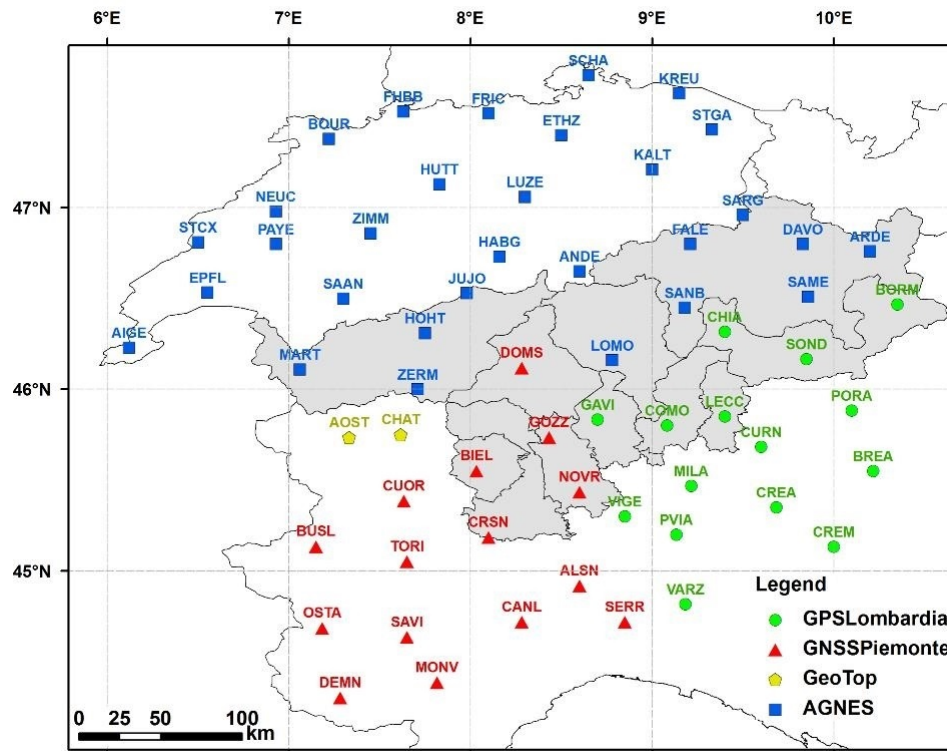 6°E 7°E 8°E 9°E 10°E
SCHA
KREU
FHBB
FRIC
BOUR
ETHZ
STGA
KALT
HUTT
LUZE
NEUC
SARG
STCX
PAYE
ZIMM
FALE
DAVO
ARDE
HABG
ANDE
EPFL
SAAN
JUJO
SANB
SAME
BORM
HOHT
CHIA
AIGE
MART
DOMS
LOMO
SOND
ZERM
PORA
AOST
CHAT
GOZZ
GAVI
COMO
LECC
CURN
BIEL
BREA
CUOR
NOVR
MILA
VIGE
CREA
BUSL
CRSN
PVIA
CREM
TORI
ALSN
VARZ
OSTA
SAVI
CANL
SERR
DEMN
MONV
47°N
46°N
45°N
Legend
GPSLombardia
GNSSPiemonte
GeoTop
AGNES
0 25 50 100
km